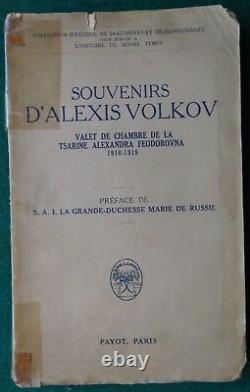 COLLECTION D'ÉTUDES, DE DOCUMENTS ET DE TÉMOIGNAGES
POUR SERVIR A
L'HISTOIRE DE NOTRE TEMPS
SOUVENIRS
D'ALEXIS VOLKOV
VALET DE CHAMBRE DE LA
TSARINE ALEXANDRA FEODOROVNA
1910-1918
PRÉFACE DE
S. A. I. LA GRANDE-DUCHESSE MARIE DE RUSSIE
PAYOT, PARIS